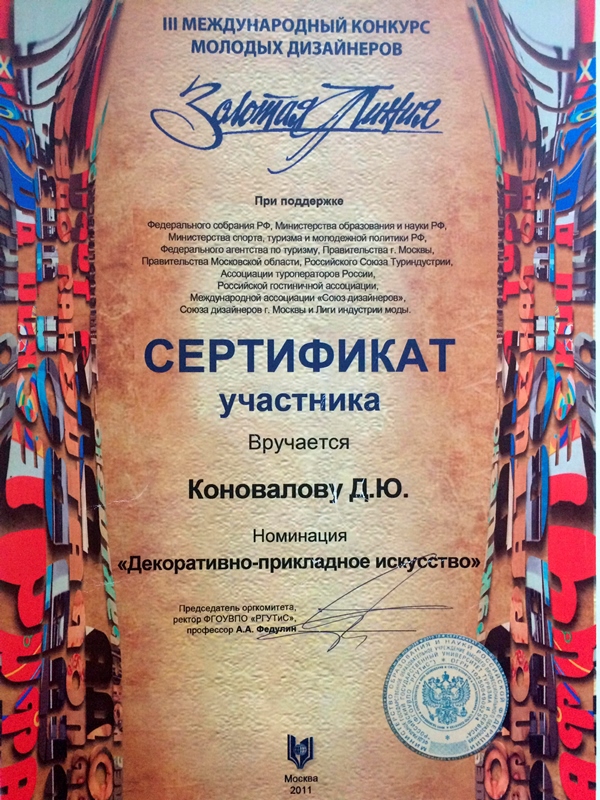 III МЕЖДУНАРОДНЫЙ КОНКУРС
МОЛОДЫХ ДИЗАЙНЕРОВ
Золотая Линия
При поддержке
Федерального собрания РФ, Министерства образования и науки РФ,
Министерства спорта, туризма и молодежной политики РФ,
Федерального агентства по туризму, Правительства г. Москвы,
Правительства Московской области, Российского Союза Туриндустрии,
Ассоциации туроператоров России,
Российской гостиничной ассоциации,
Международной ассоциации «Союз дизайнеров»,
Союза дизайнеров г. Москвы и Лиги индустрии моды.
СЕРТИФИКАТ
участника
Вручается
Коновалову Д.Ю.
Номинация
«Декоративно-прикладное искусство»
Председатель оргкомитета,
ректор ФГОУВПО «РГУТиС»,
профессор А.А. Федулин
Москва
2011